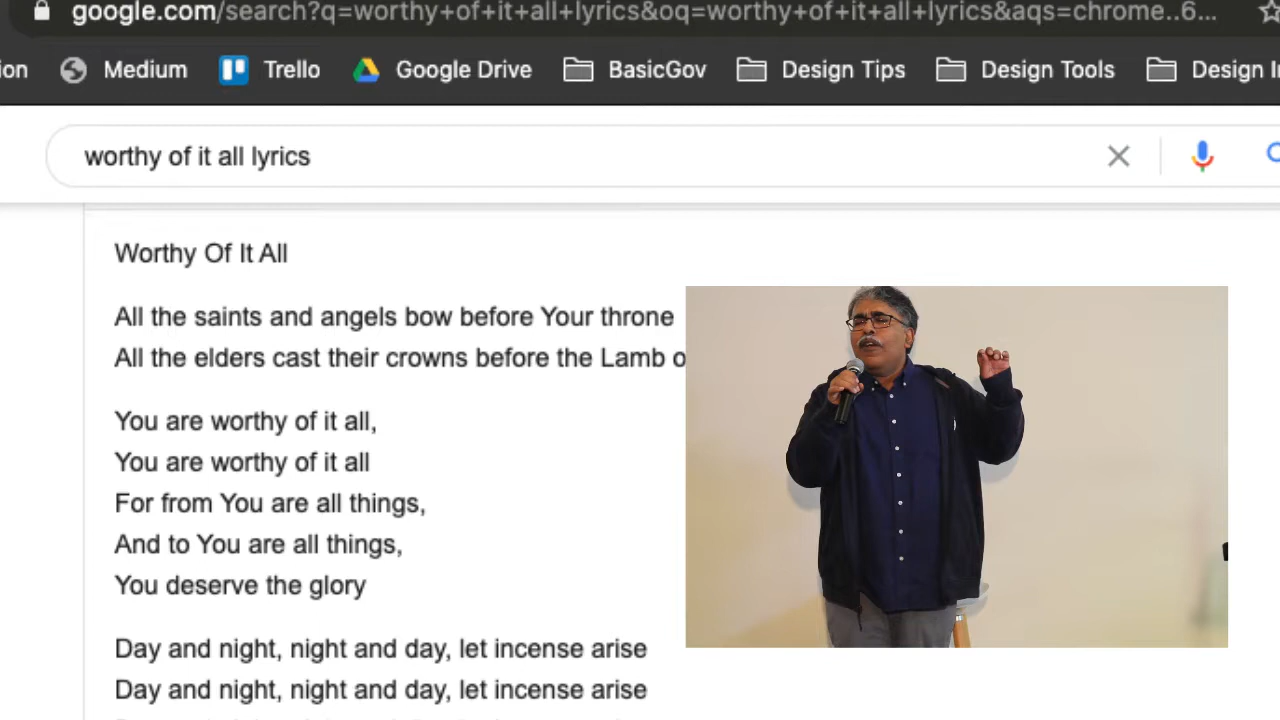 google.com/search?q=worthy+of+it+all+lyrics&oq=worthy+of+it+all+lyrics&aqs=chrome..6...
ion Medium Trello Google Drive BasicGov Design Tips Design Tools Design I
worthy of it all lyrics
Worthy Of It All
All the saints and angels bow before Your throne
All the elders cast their crowns before the Lamb o
You are worthy of it all,
You are worthy of it all
For from You are all things,
And to You are all things,
You deserve the glory
Day and night, night and day, let incense arise
Day and night, night and day, let incense arise